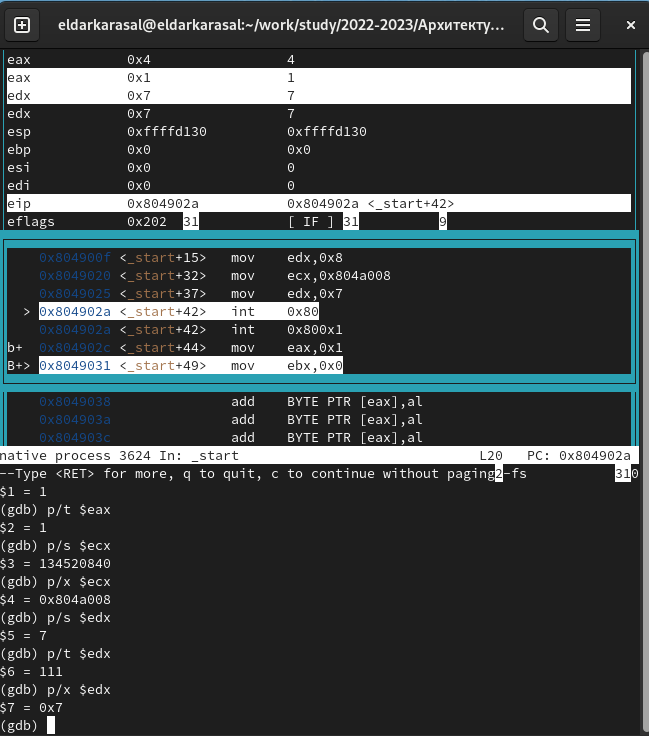 eldarkarasal@eldarkarasal:~/work/study/2022-2023/Архитекту...
eax 0x4 4
eax 0x1 1
edx 0x7 7
edx 0x7 7
esp 0xffffd130 0xffffd130
ebp 0x0 0x0
esi 0x0 0
edi 0x0 0
eip 0x804902a 0x804902a <_start+42>
eflags 0x202 31 [ IF ] 31 9
0x804900f <_start+15> mov edx,0x8
0x8049020 <_start+32> mov ecx,0x804a008
0x8049025 <_start+37> mov edx,0x7
> 0x804902a <_start+42> int 0x80
0x804902a <_start+42> int 0x800x1
b+ 0x804902c <_start+44> mov eax,0x1
B+> 0x8049031 <_start+49> mov ebx,0x0
0x8049038 add BYTE PTR [eax],al
0x804903a add BYTE PTR [eax],al
0x804903c add BYTE PTR [eax],al
native process 3624 In: _start L20 PC: 0x804902a
--Type <RET> for more, q to quit, c to continue without paging2-fs 310
$1 = 1
(gdb) p/t $eax
$2 = 1
(gdb) p/s $ecx
$3 = 134520840
(gdb) p/x $ecx
$4 = 0x804a008
(gdb) p/s $edx
$5 = 7
(gdb) p/t $edx
$6 = 111
(gdb) p/x $edx
$7 = 0x7
(gdb)